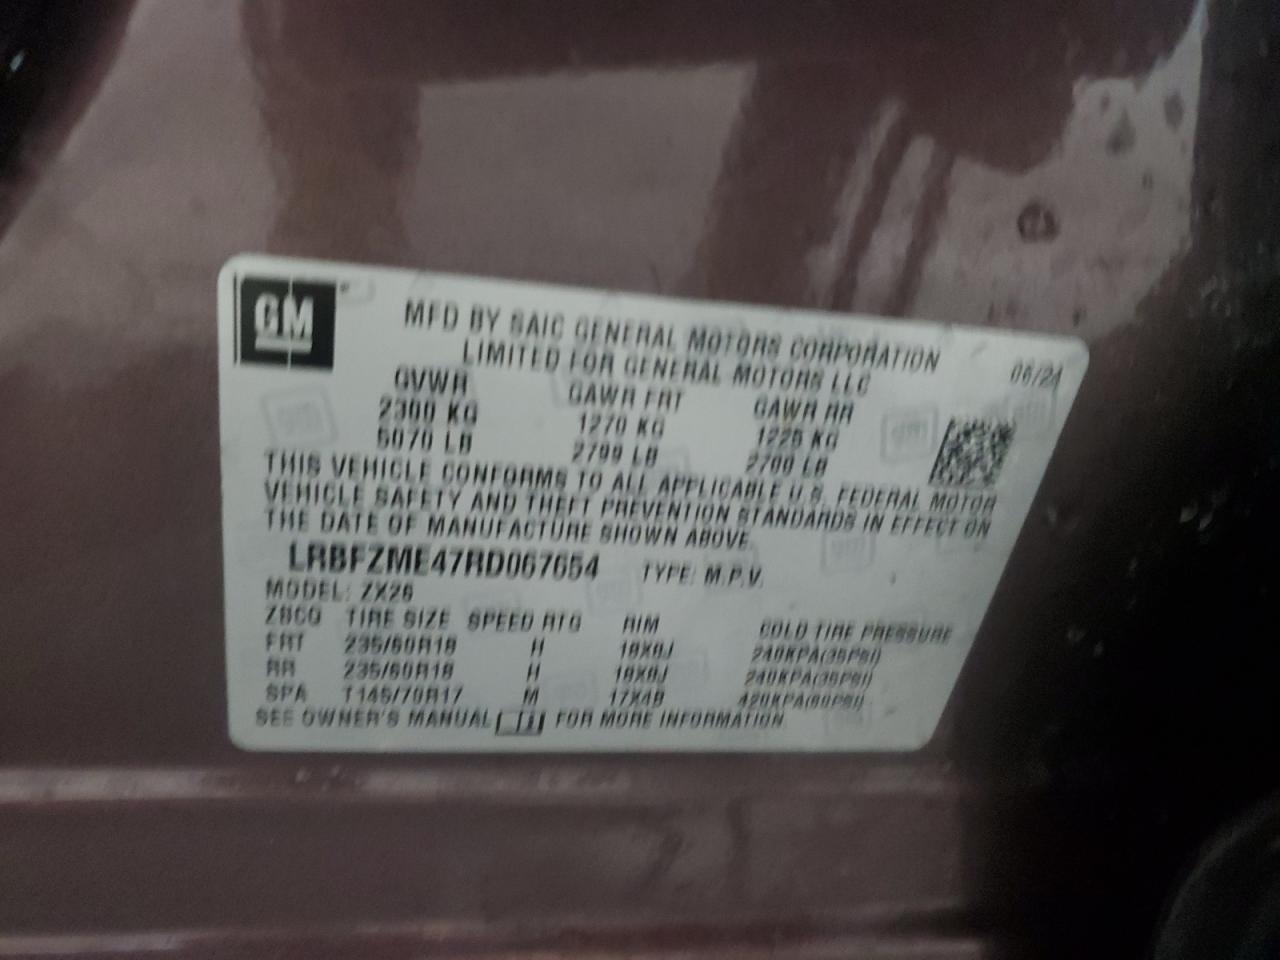 GM
MFD BY SAIC GENERAL MOTORS CORPORATION
LIMITED FOR GENERAL MOTORS LLC
06/24
GVWR GAWR FRT GAWR RR
2300 KG 1270 KG 1225 KG
5070 LB 2799 LB 2700 LB
THIS VEHICLE CONFORMS TO ALL APPLICABLE U.S. FEDERAL MOTOR
VEHICLE SAFETY AND THEFT PREVENTION STANDARDS IN EFFECT ON
THE DATE OF MANUFACTURE SHOWN ABOVE.
LRBFZME47RD067654 TYPE: M.P.V.
MODEL: ZX26
TIRE SIZE SPEED RTG RIM COLD TIRE PRESSURE
FRT 235/60R18 H 18X8J 240KPA(35PSI)
RR 235/60R18 H 18X8J 240KPA(35PSI)
SPA T145/70R17 M 17X4B 420KPA(60PSI)
SEE OWNER'S MANUAL FOR MORE INFORMATION